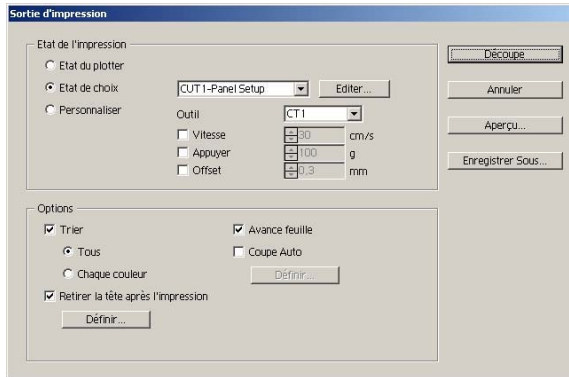 Sortie d'impression
Etat de l'impression
Etat du plotter
Etat de choix CUT1-Panel Setup Editer...
Personnaliser
Outil CT1
Vitesse 30 cm/s
Appuyer 100 g
Offset 0,3 mm
Découpe
Annuler
Aperçu...
Enregistrer Sous...
Options
Trier Avance feuille
Tous Coupe Auto
Chaque couleur Définir...
Retirer la tête après l'impression
Définir...